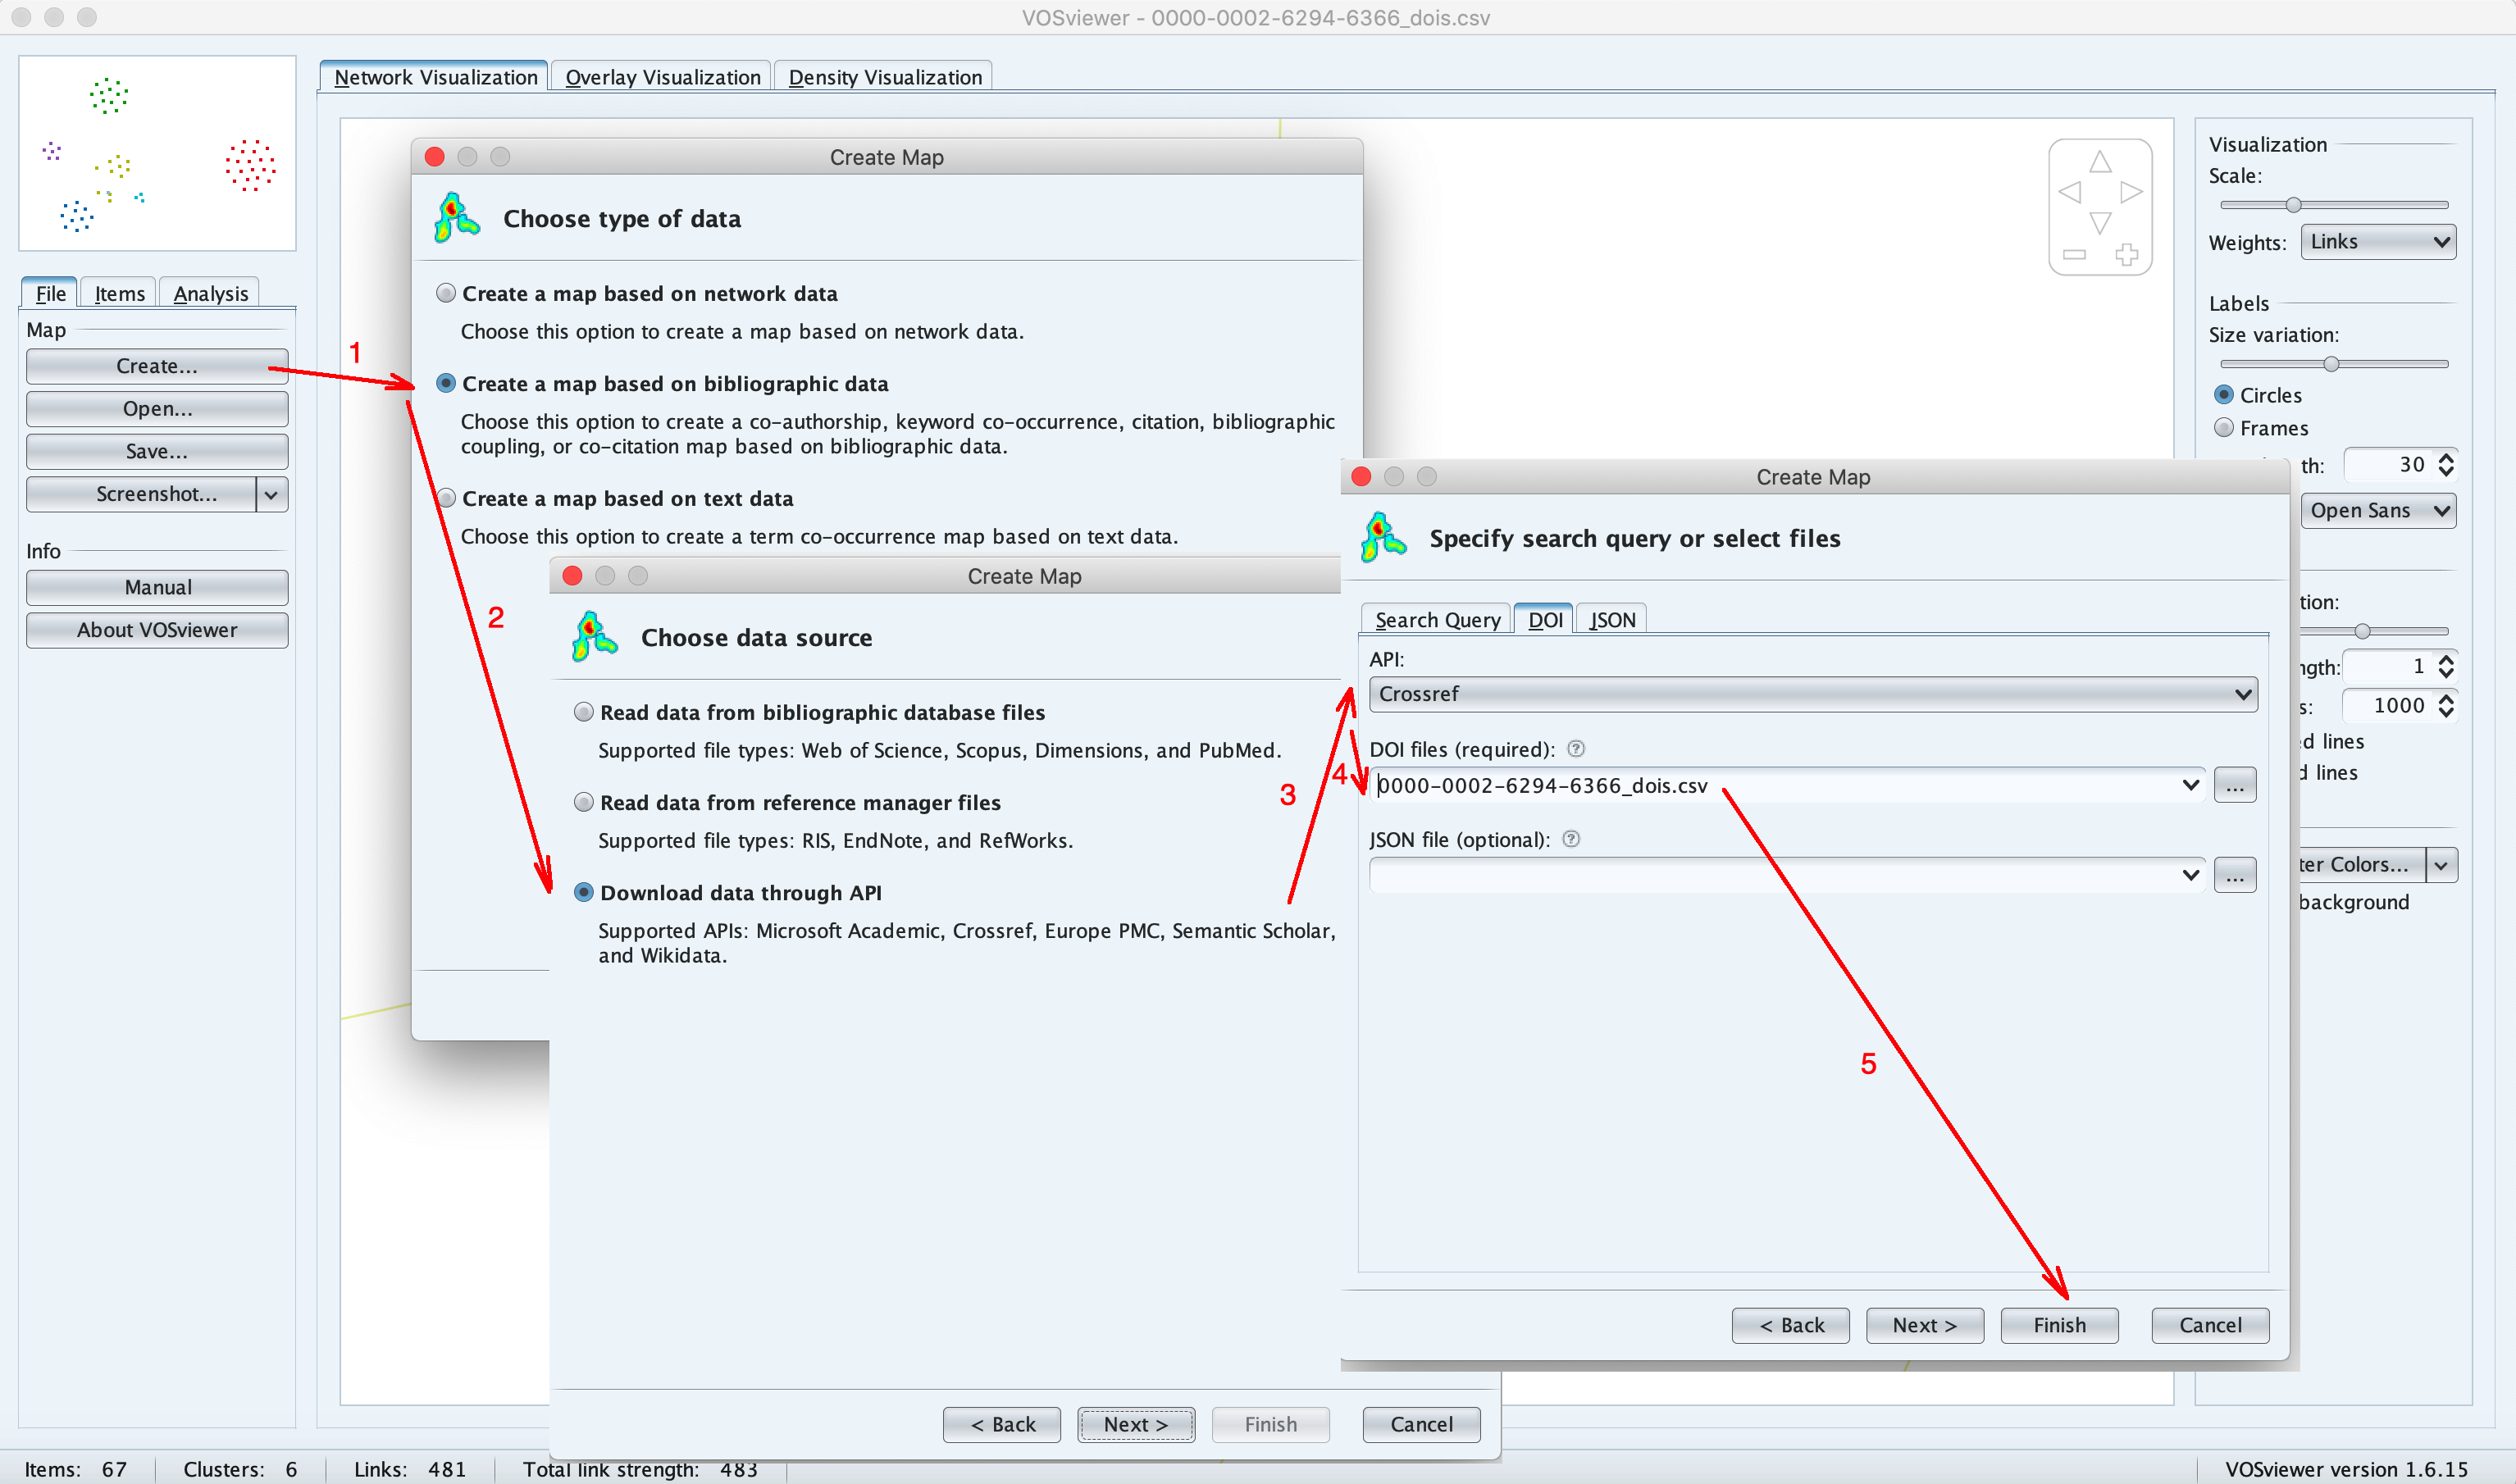 VOSviewer - 0000-0002-6294-6366_dois.csv
Network Visualization
Overlay Visualization
Density Visualization
File
Items
Analysis
Map
Create...
Open...
Save...
Screenshot...
Info
Manual
About VOSviewer
1
Create Map
Choose type of data
Create a map based on network data
Choose this option to create a map based on network data.
Create a map based on bibliographic data
Choose this option to create a co-authorship, keyword co-occurrence, citation, bibliographic
coupling, or co-citation map based on bibliographic data.
Create a map based on text data
Choose this option to create a term co-occurrence map based on text data.
2
Create Map
Choose data source
Read data from bibliographic database files
Supported file types: Web of Science, Scopus, Dimensions, and PubMed.
Read data from reference manager files
Supported file types: RIS, EndNote, and RefWorks.
Download data through API
Supported APIs: Microsoft Academic, Crossref, Europe PMC, Semantic Scholar,
and Wikidata.
< Back
Next >
Finish
Cancel
3
4
Create Map
Specify search query or select files
Search Query
DOI
JSON
API:
Crossref
DOI files (required): ?
0000-0002-6294-6366_dois.csv
...
JSON file (optional): ?
...
5
< Back
Next >
Finish
Cancel
Visualization
Scale:
Weights: Links
Labels
Size variation:
Circles
Frames
th: 30
Open Sans
tion:
ngth: 1
s: 1000
d lines
d lines
ter Colors...
background
Items: 67
Clusters: 6
Links: 481
Total link strength: 483
VOSviewer version 1.6.15